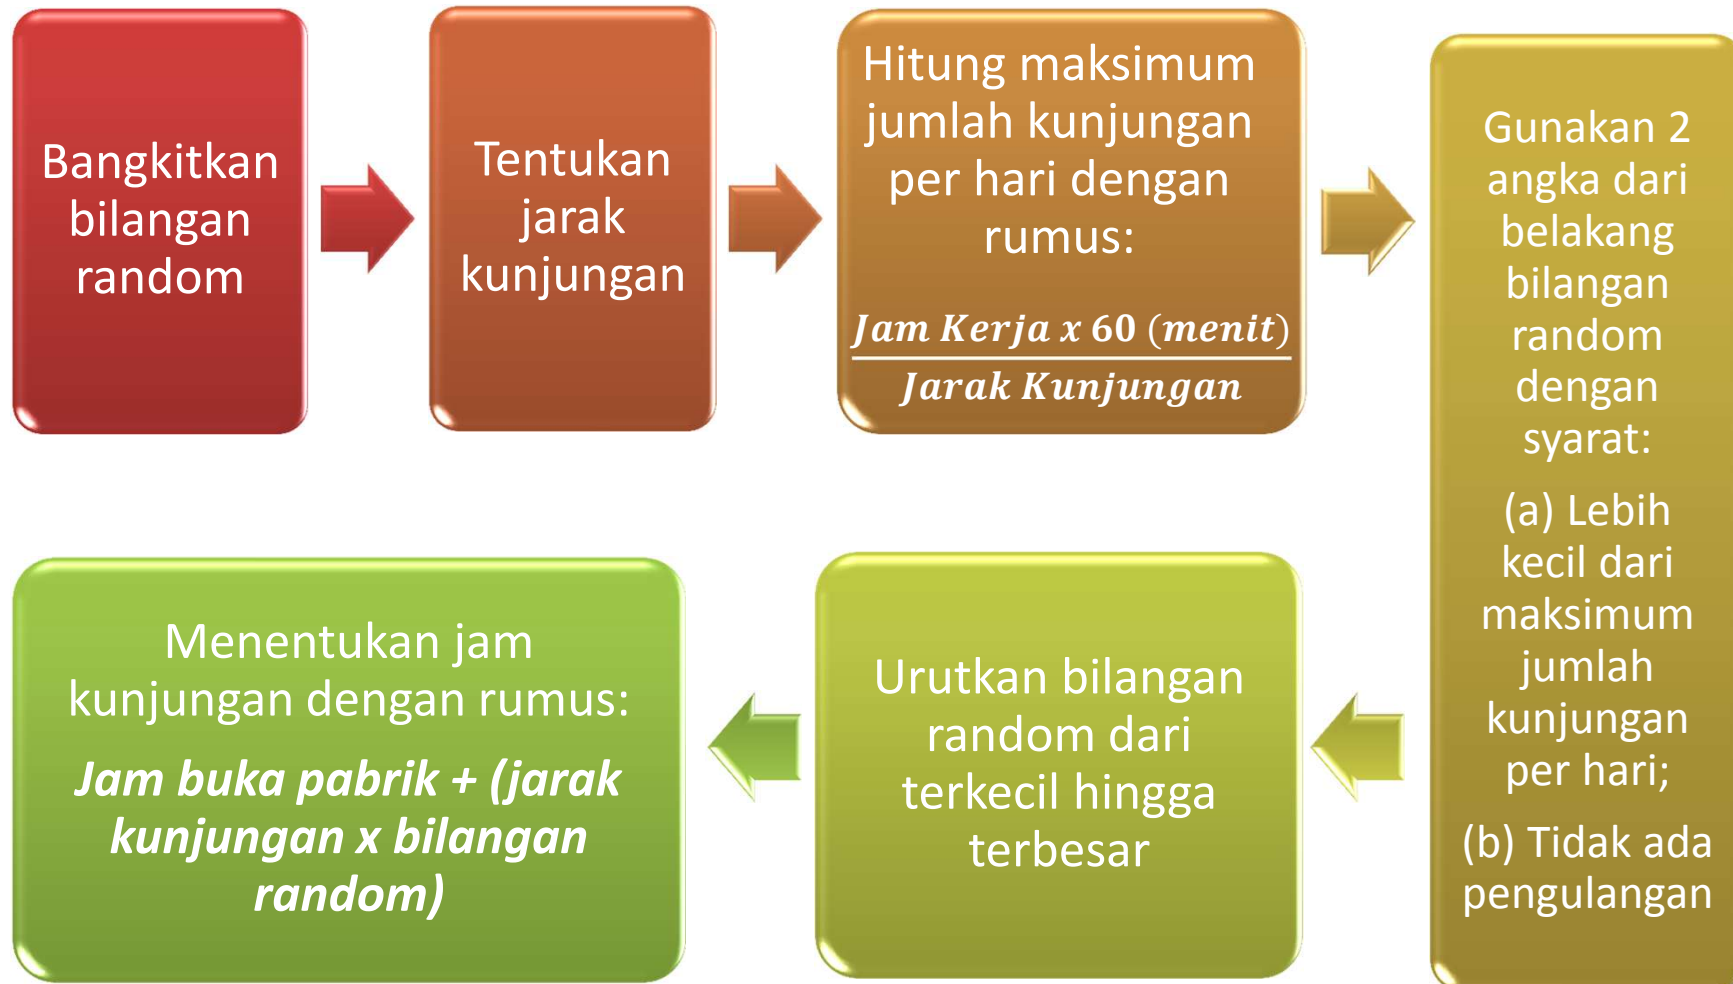 Bangkitkan
bilangan
random
Tentukan
jarak
kunjungan
Hitung maksimum
jumlah kunjungan
per hari dengan
rumus:
Jam Kerja x 60 (menit)
Jarak Kunjungan
Gunakan 2
angka dari
belakang
bilangan
random
dengan
syarat:
(a) Lebih
kecil dari
maksimum
jumlah
kunjungan
per hari;
(b) Tidak ada
pengulangan
Urutkan bilangan
random dari
terkecil hingga
terbesar
Menentukan jam
kunjungan dengan rumus:
Jam buka pabrik + (jarak
kunjungan x bilangan
random)